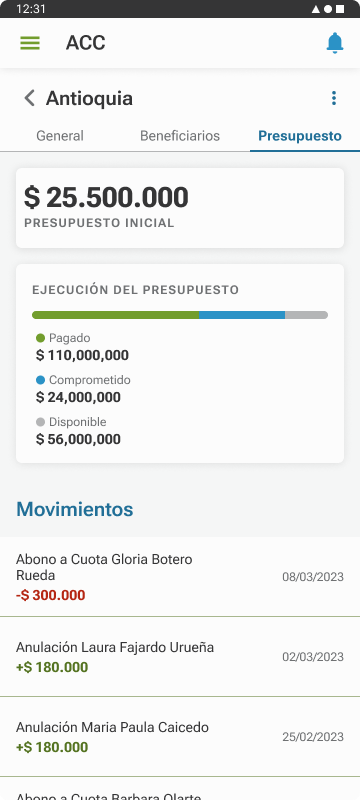 12:31
ACC
Antioquia
General Beneficiarios Presupuesto
$ 25.500.000
PRESUPUESTO INICIAL
EJECUCIÓN DEL PRESUPUESTO
Pagado
$ 110,000,000
Comprometido
$ 24,000,000
Disponible
$ 56,000,000
Movimientos
Abono a Cuota Gloria Botero
Rueda
08/03/2023
-$ 300.000
Anulación Laura Fajardo Urueña
02/03/2023
+$ 180.000
Anulación Maria Paula Caicedo
25/02/2023
+$ 180.000
Abono a Cuota Barbara Olarte